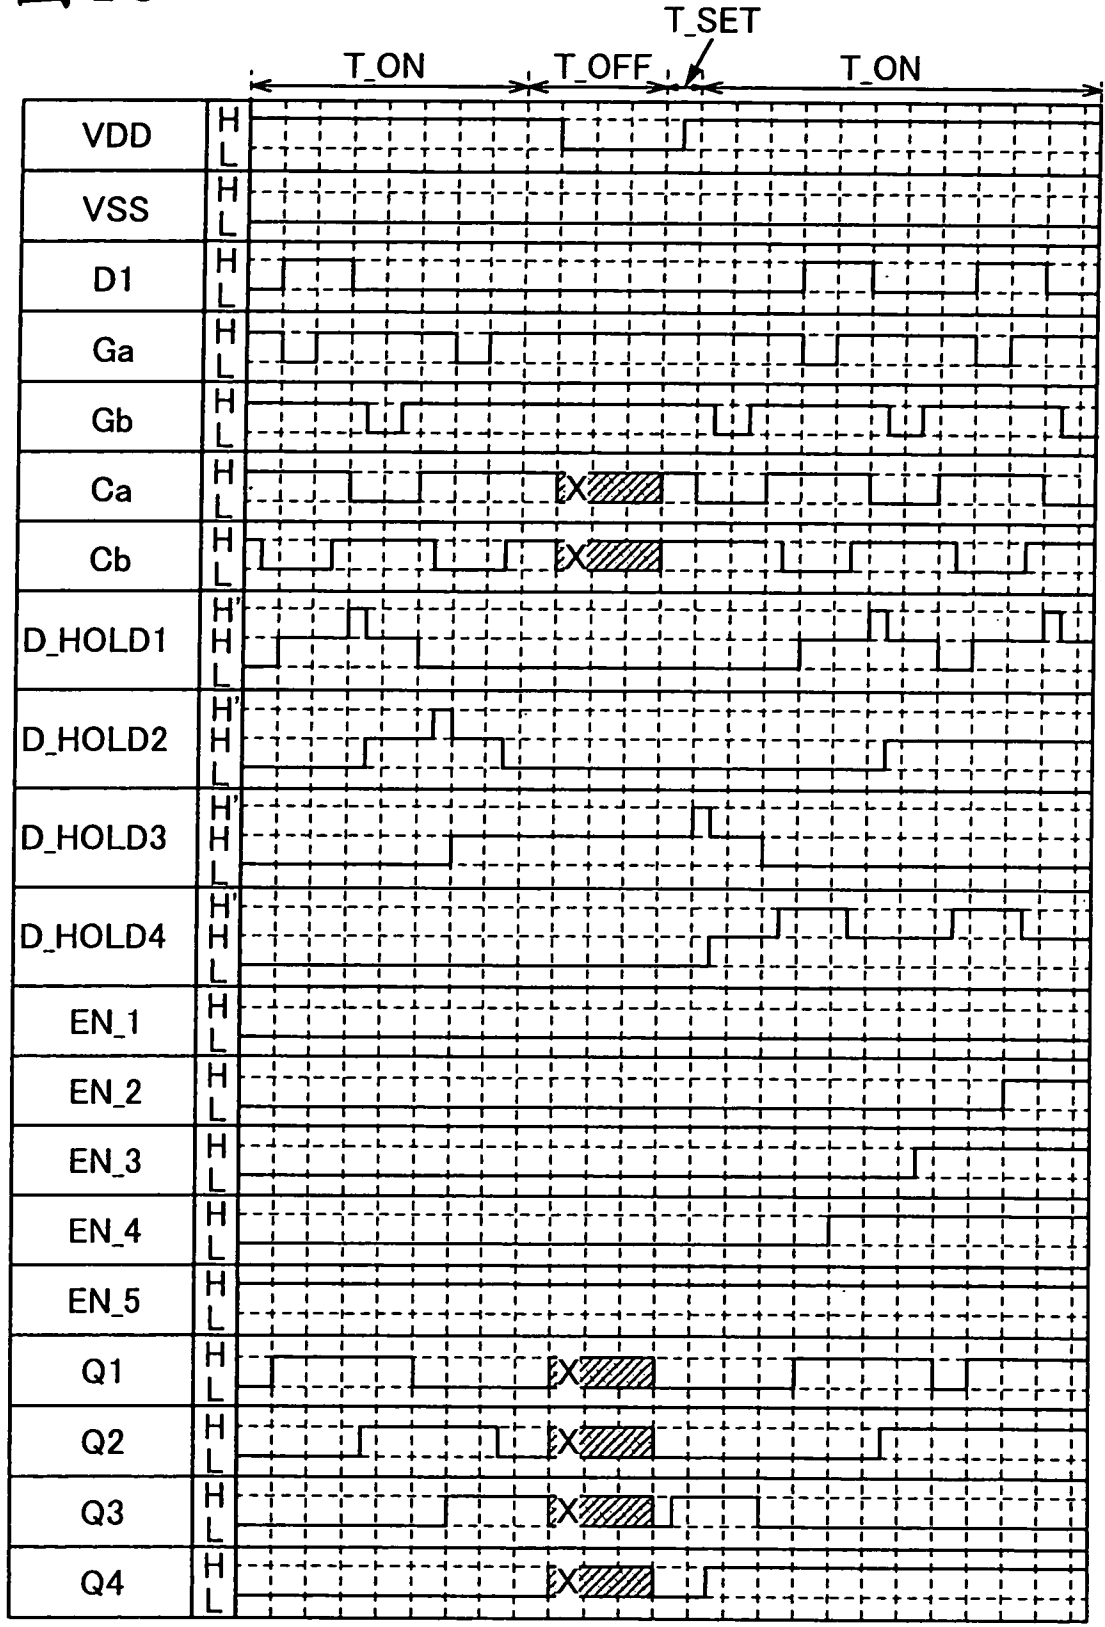 T_SET
T_ON T_OFF T_ON
VDD H L
VSS H L
D1 H L
Ga H L
Gb H L
Ca H L X
Cb H L X
D_HOLD1 H' H L
D_HOLD2 H' H L
D_HOLD3 H' H L
D_HOLD4 H' H L
EN_1 H L
EN_2 H L
EN_3 H L
EN_4 H L
EN_5 H L
Q1 H L X
Q2 H L X
Q3 H L X
Q4 H L X